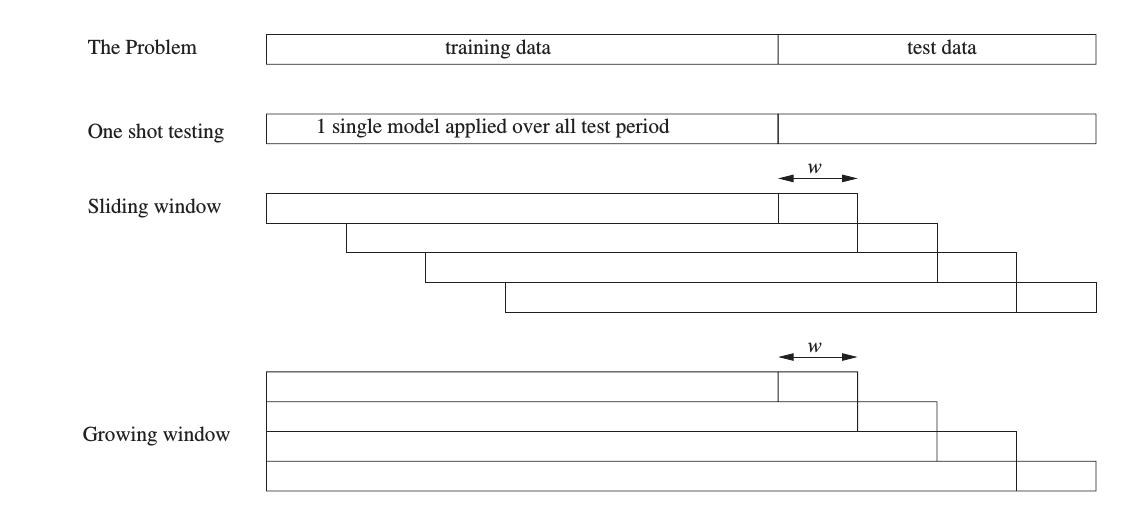 The Problem
training data
test data
One shot testing
1 single model applied over all test period
w
Sliding window
w
Growing window